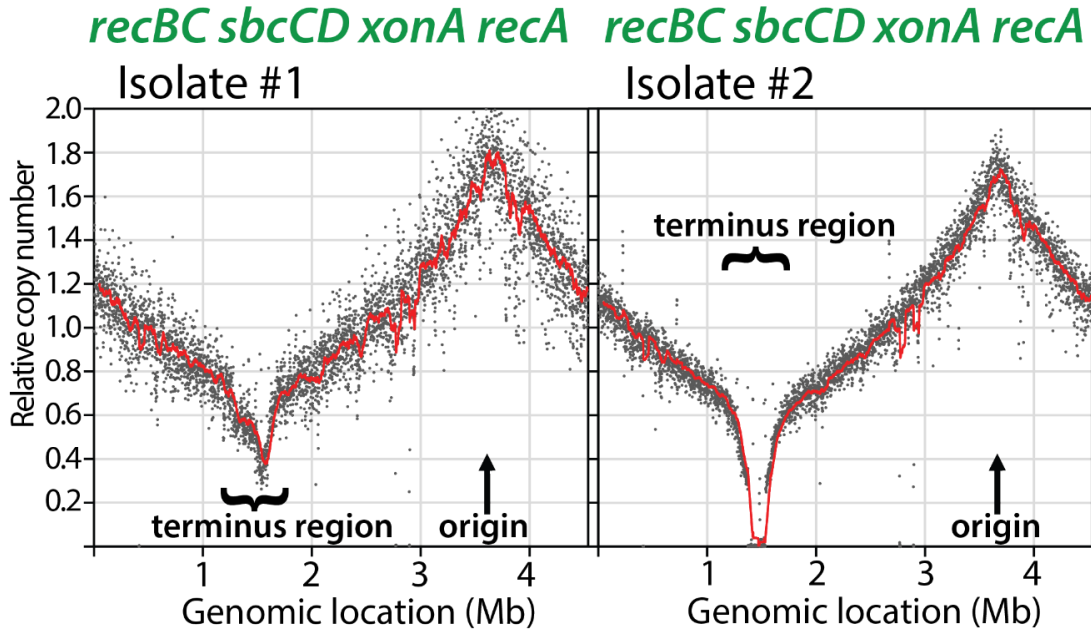 recBC sbcCD xonA recA
Isolate #1
recBC sbcCD xonA recA
Isolate #2
Relative copy number
2.0
1.8
1.6
1.4
1.2
1.0
0.8
0.6
0.4
0.2
terminus region
origin
terminus region
origin
1 2 3 4
Genomic location (Mb)
1 2 3 4
Genomic location (Mb)